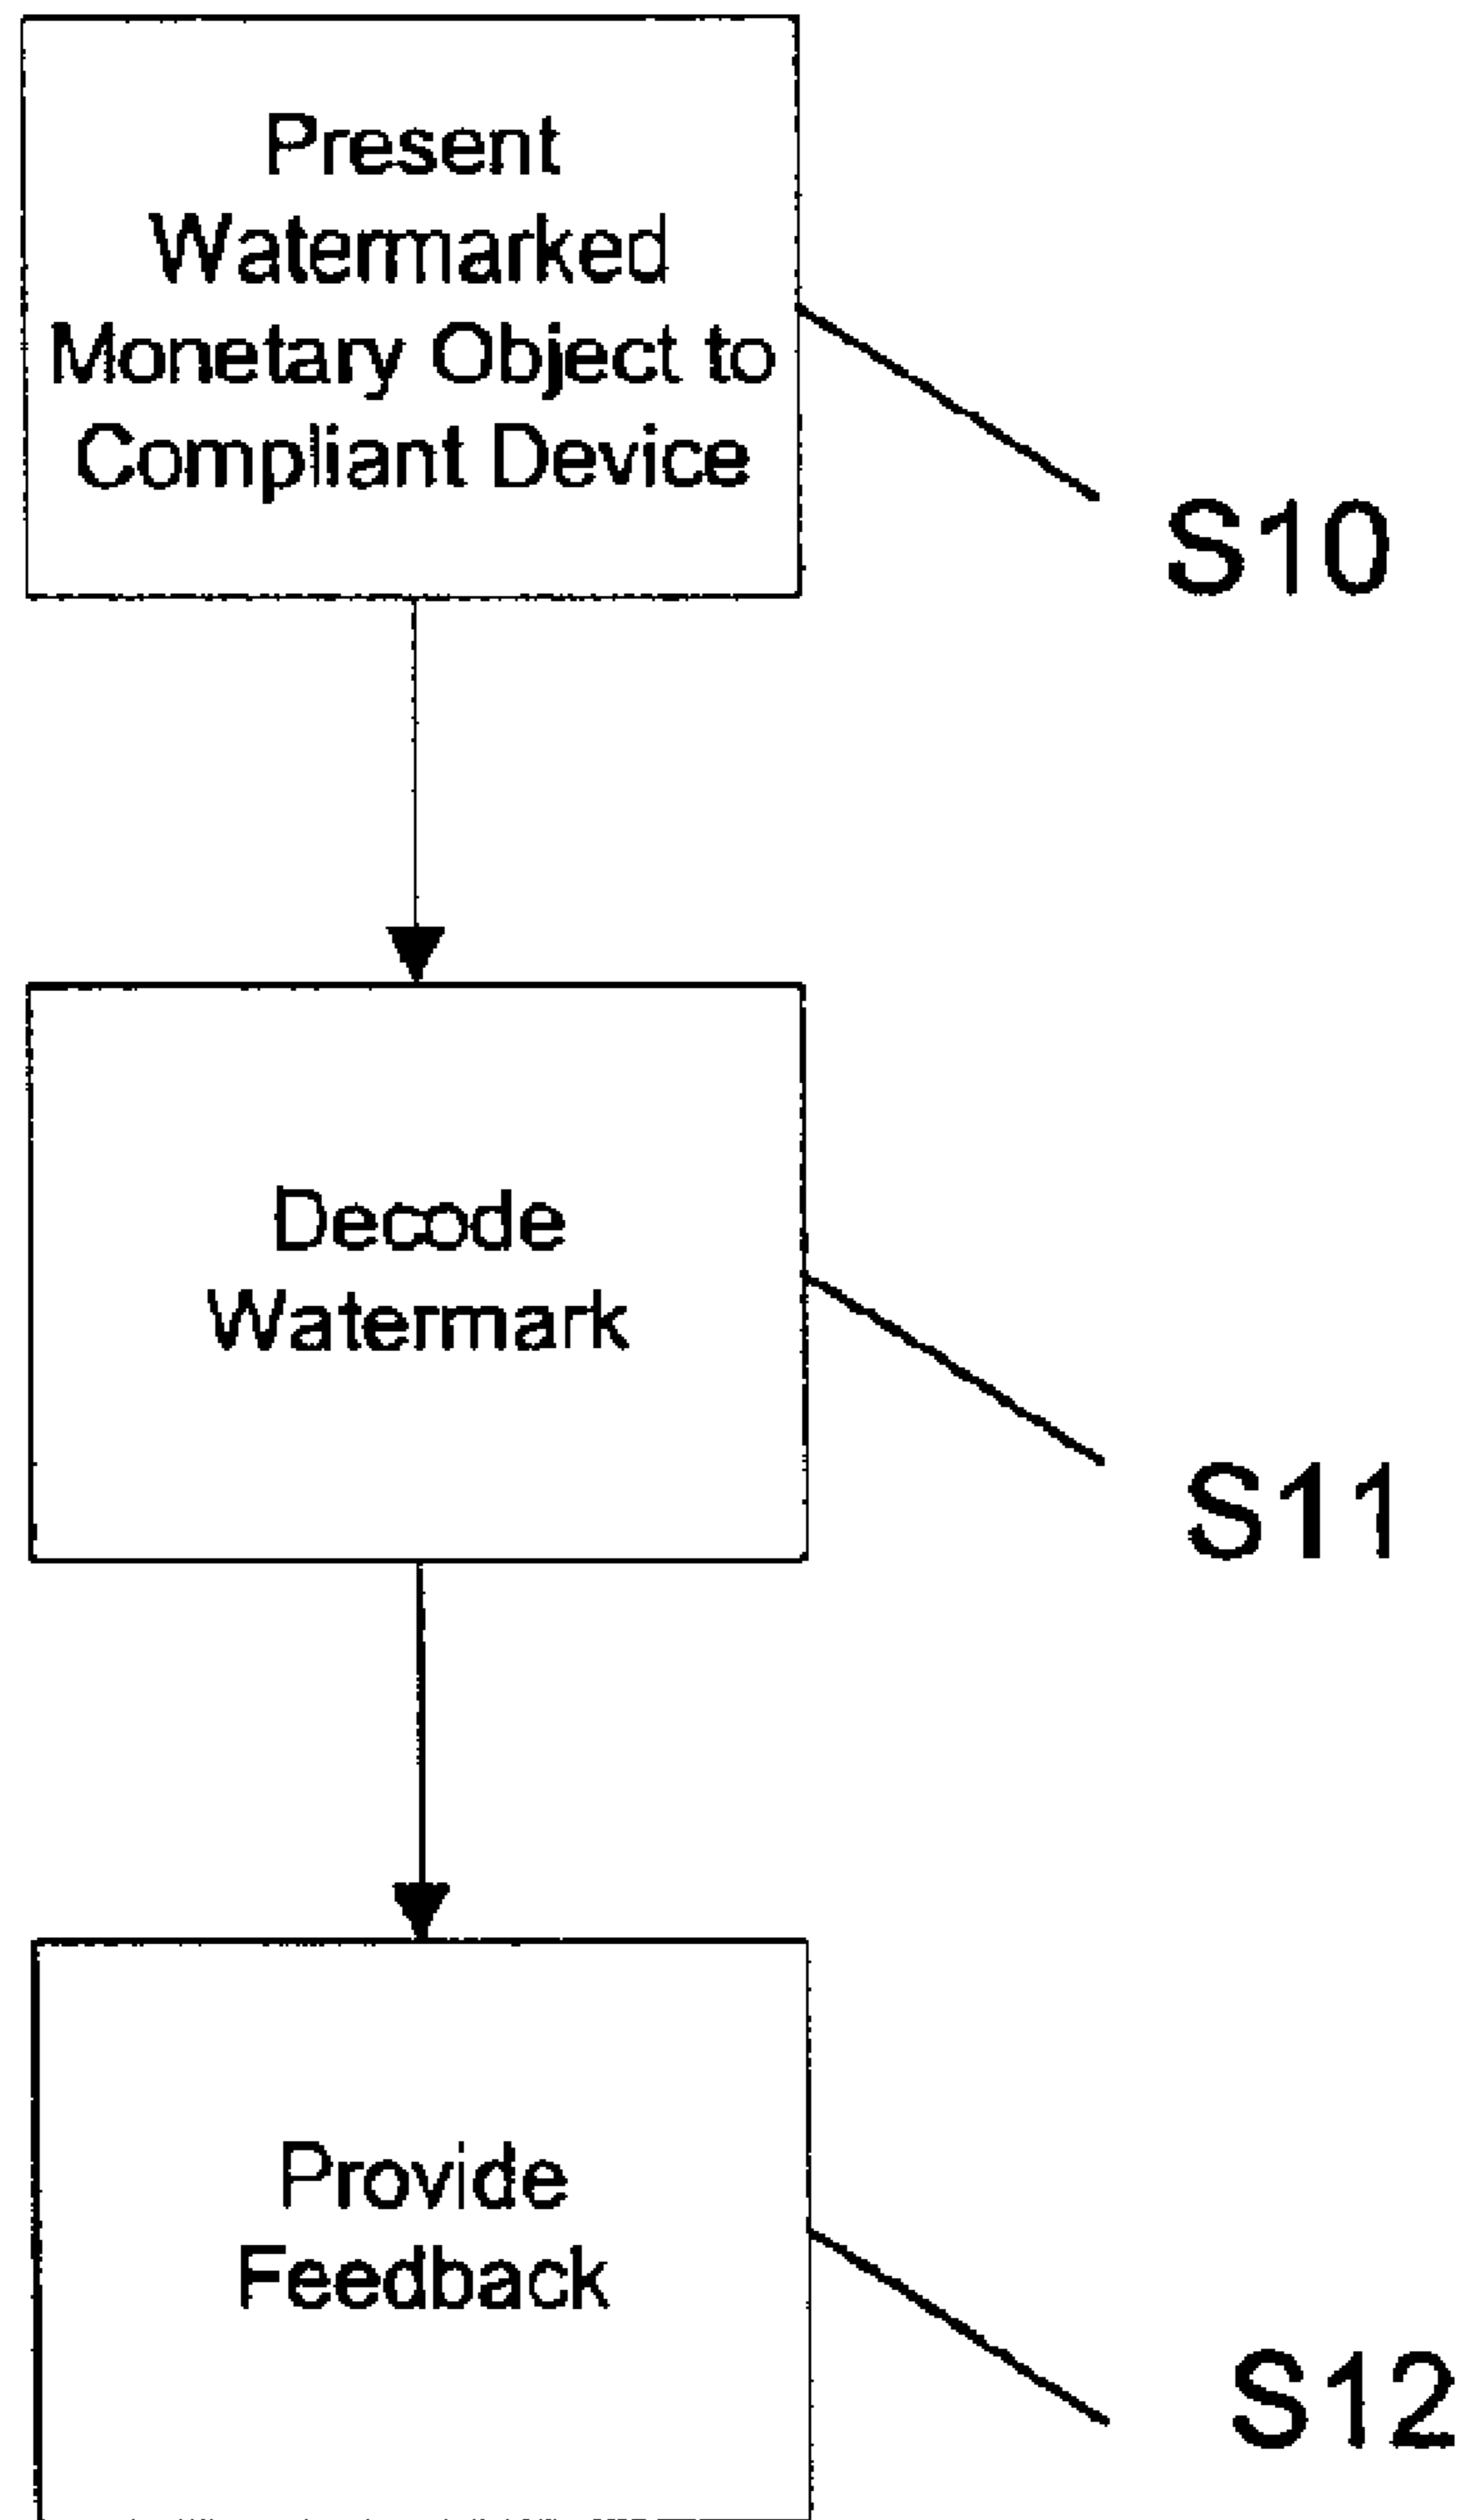 Present
Watermarked
Monetary Object to
Compliant Device
S10
Decode
Watermark
S11
Provide
Feedback
S12